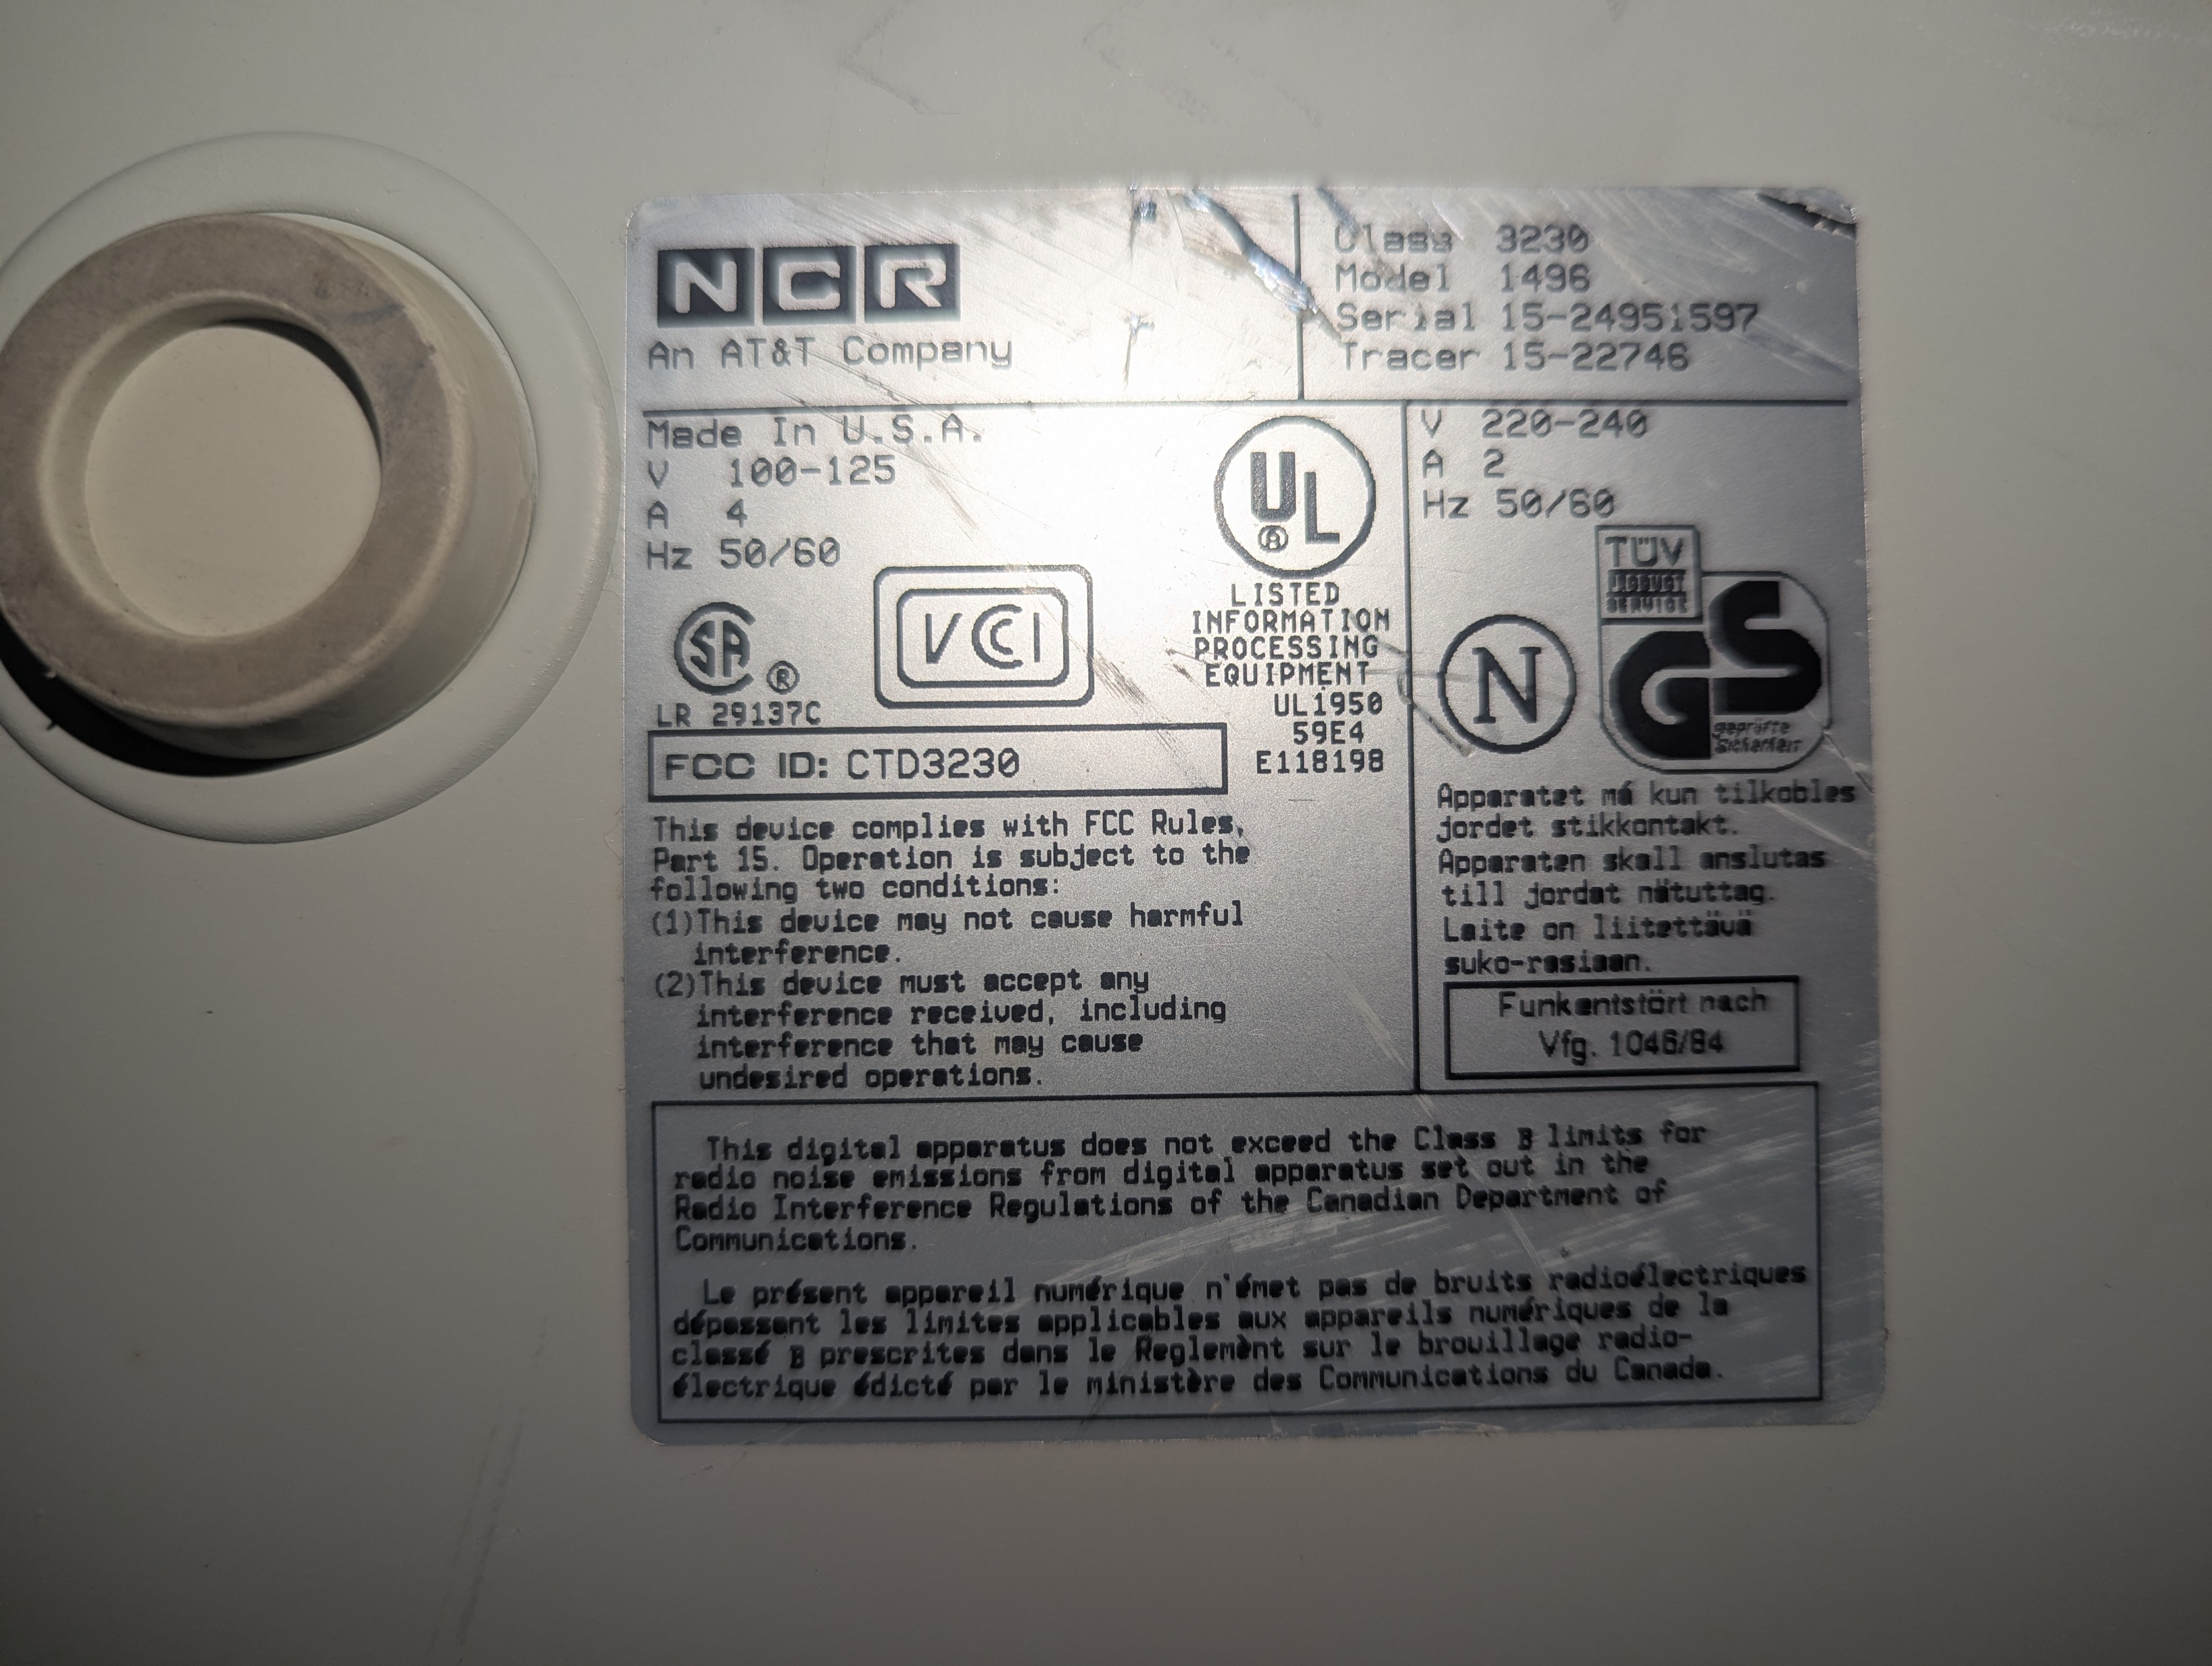 NCR
An AT&T Company
Class 3230
Model 1496
Serial 15-24951597
Tracer 15-22746
Made In U.S.A.
V 100-125
A 4
Hz 50/60
SA ®
LR 29137C
VCCI
UL ®
LISTED
INFORMATION
PROCESSING
EQUIPMENT
UL1950
59E4
E118198
FCC ID: CTD3230
This device complies with FCC Rules,
Part 15. Operation is subject to the
following two conditions:
(1)This device may not cause harmful
interference.
(2)This device must accept any
interference received, including
interference that may cause
undesired operations.
V 220-240
A 2
Hz 50/60
TÜV
PRODUCT
SERVICE
N
GS
geprüfte
Sicherheit
Apparatet må kun tilkobles
jordet stikkontakt.
Apparaten skall anslutas
till jordat nätuttag.
Laite on liitettävä
suko-rasiaan.
Funkentstört nach
Vfg. 1046/84
This digital apparatus does not exceed the Class B limits for
radio noise emissions from digital apparatus set out in the
Radio Interference Regulations of the Canadian Department of
Communications.
Le présent appareil numérique n'émet pas de bruits radioélectriques
dépassant les limites applicables aux appareils numériques de la
classé B prescrites dans le Reglemènt sur le brouillage radio-
électrique édicté par le ministère des Communications du Canada.